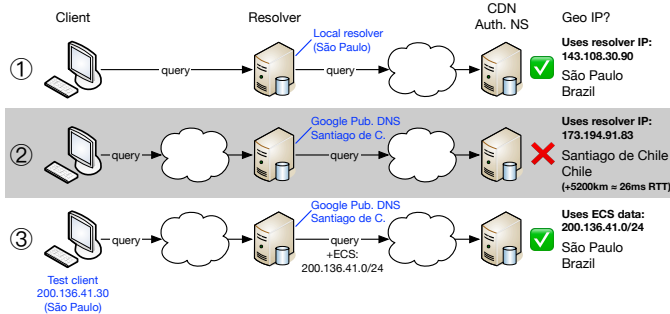 Client
Resolver
CDN
Auth. NS
Geo IP?
①
query
Local resolver
(São Paulo)
query
Uses resolver IP:
143.108.30.90
São Paulo
Brazil
②
query
Google Pub. DNS
Santiago de C.
query
Uses resolver IP:
173.194.91.83
Santiago de Chile
Chile
(+5200km ≈ 26ms RTT)
③
query
Test client
200.136.41.30
(São Paulo)
Google Pub. DNS
Santiago de C.
query
+ECS:
200.136.41.0/24
Uses ECS data:
200.136.41.0/24
São Paulo
Brazil